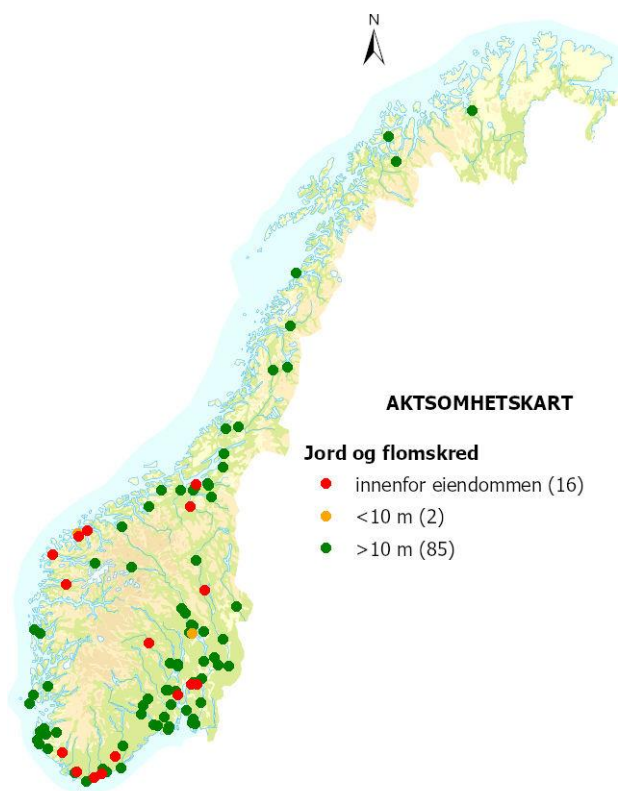 N
AKTSOMHETSKART
Jord og flomskred
innenfor eiendommen (16)
<10 m (2)
>10 m (85)